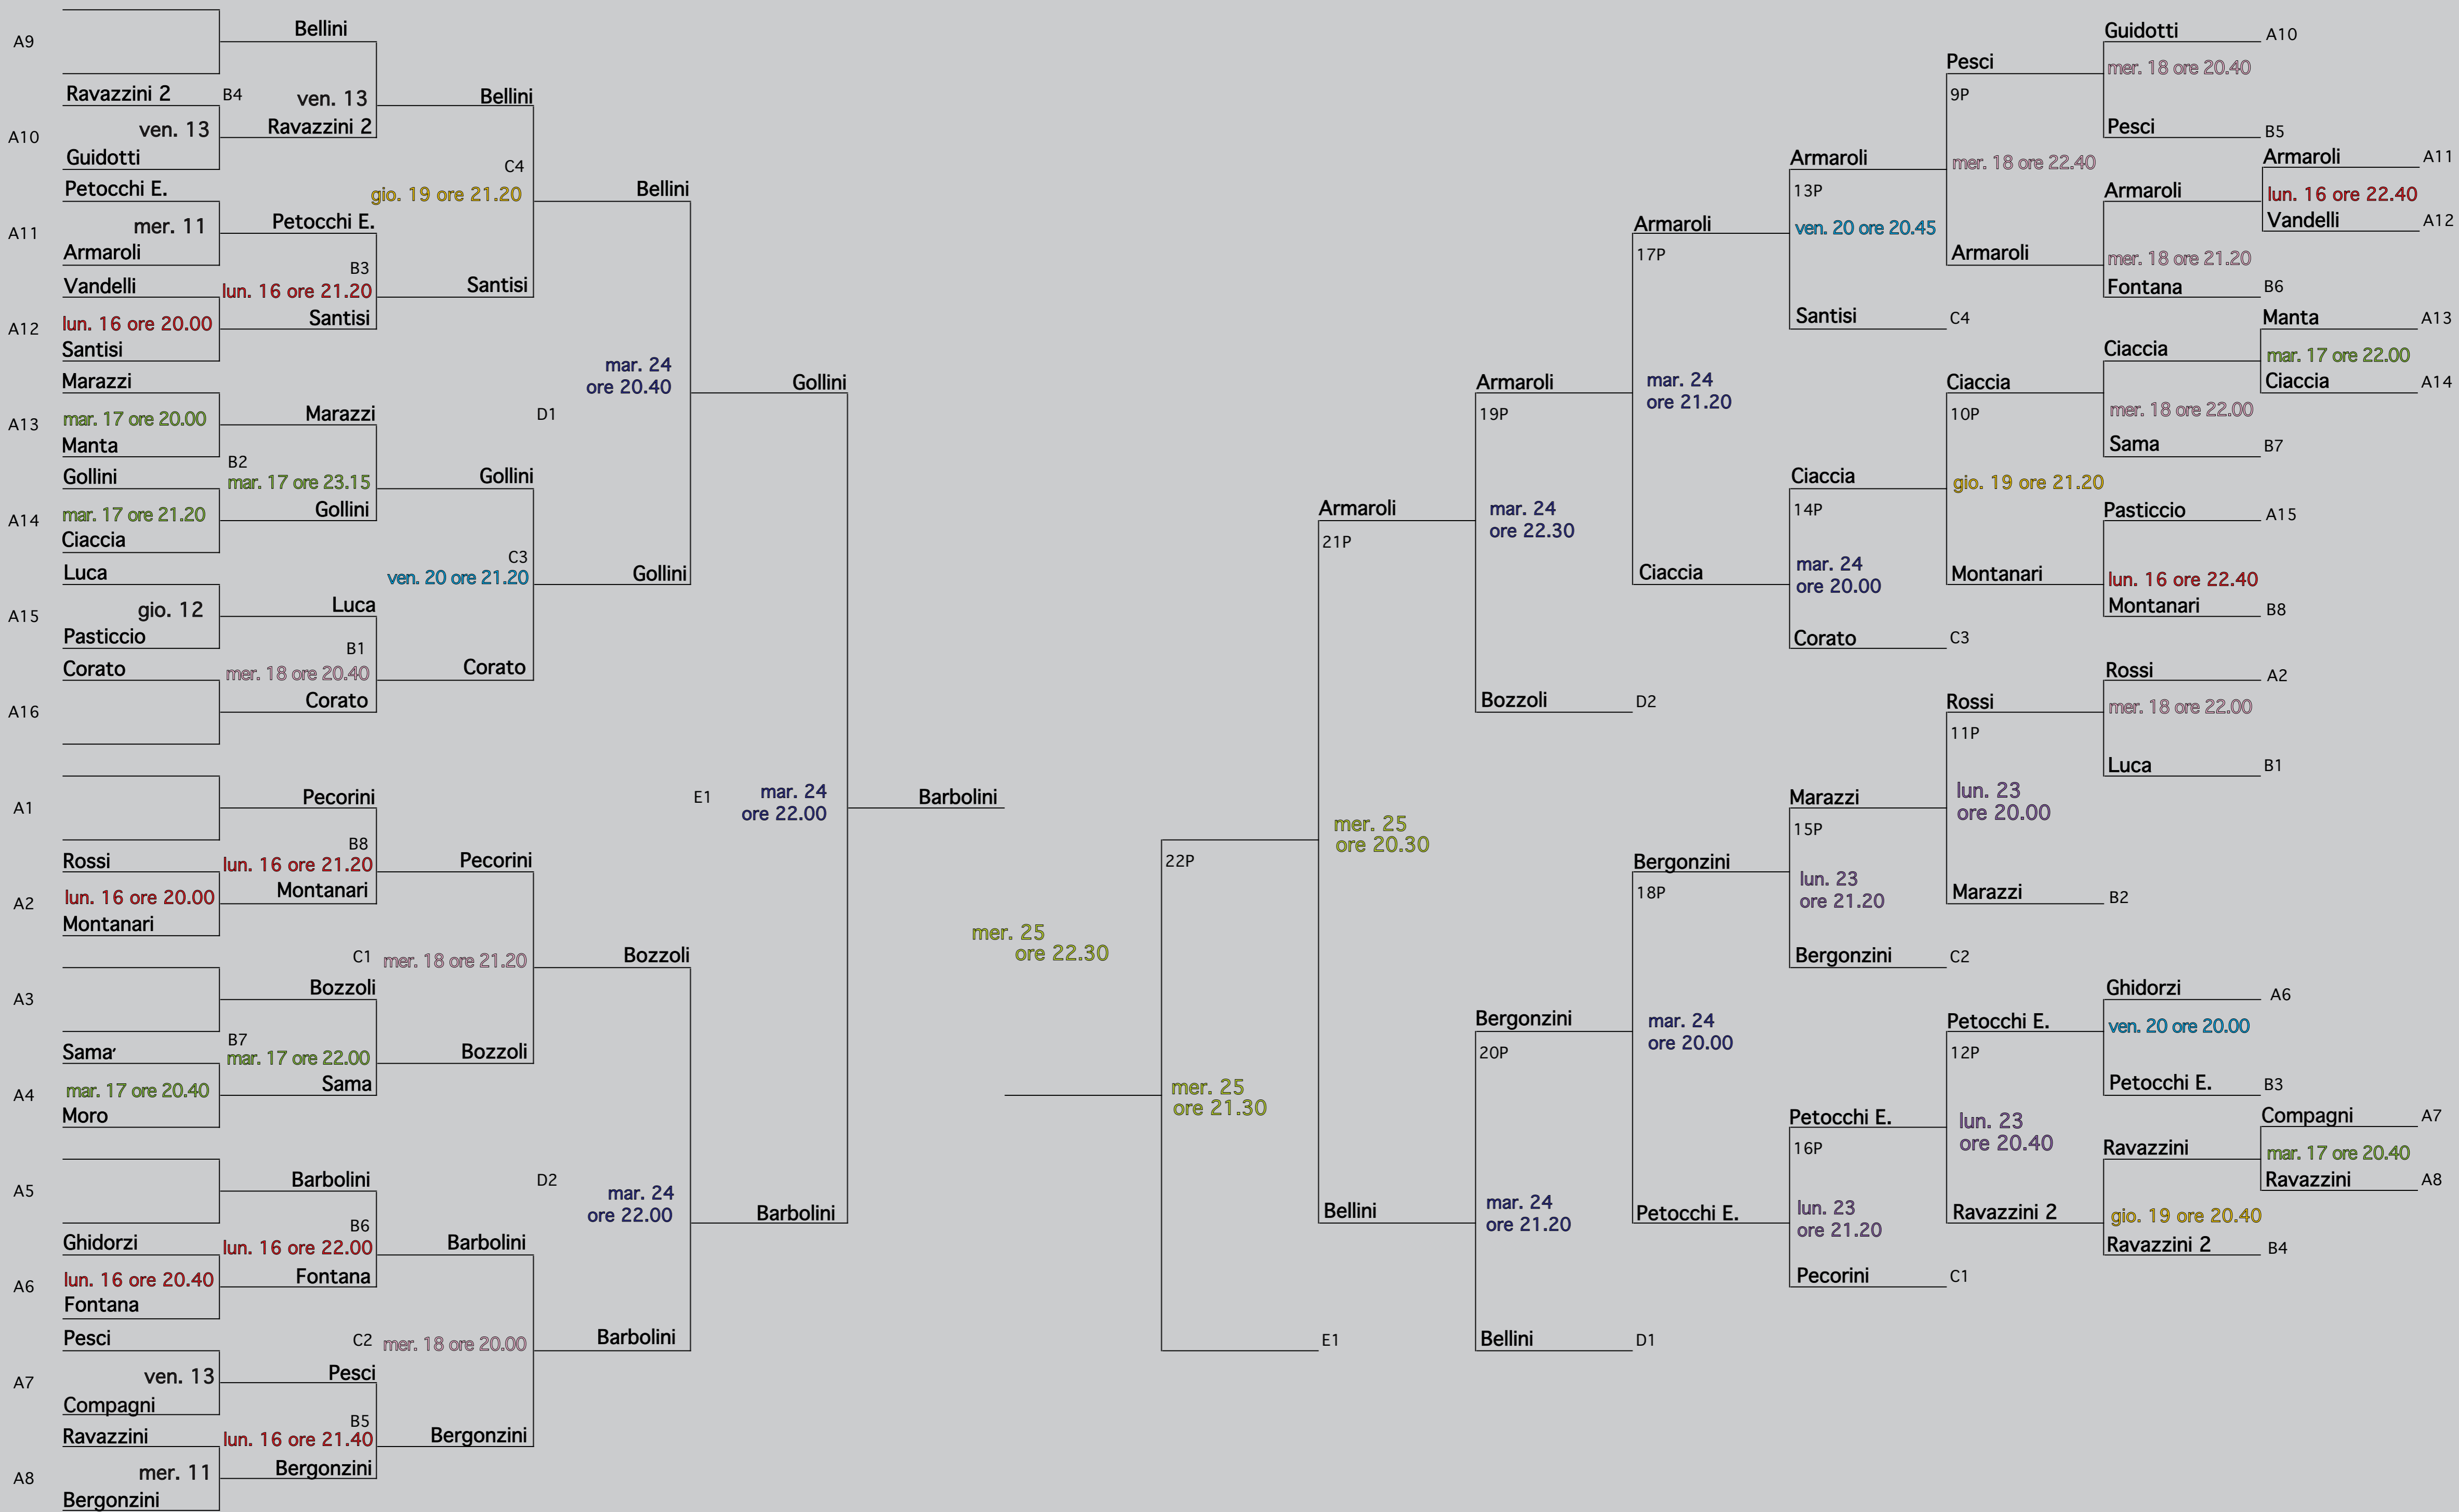 A9
Bellini
Ravazzini 2
B4
ven. 13
Bellini
A10
ven. 13
Ravazzini 2
Guidotti
Petocchi E.
C4
gio. 19 ore 21.20
Bellini
A11
mer. 11
Petocchi E.
Armaroli
B3
Vandelli
lun. 16 ore 21.20
Santisi
A12
lun. 16 ore 20.00
Santisi
Santisi
mar. 24
ore 20.40
Marazzi
Gollini
A13
mar. 17 ore 20.00
Marazzi
D1
Manta
B2
Gollini
mar. 17 ore 23.15
Gollini
A14
mar. 17 ore 21.20
Gollini
Ciaccia
C3
Luca
ven. 20 ore 21.20
Gollini
A15
gio. 12
Luca
Pasticcio
B1
Corato
mer. 18 ore 20.40
Corato
Corato
A16
A1
Pecorini
E1
mar. 24
ore 22.00
Barbolini
B8
Rossi
lun. 16 ore 21.20
Pecorini
A2
lun. 16 ore 20.00
Montanari
Montanari
mer. 25
ore 22.30
C1
mer. 18 ore 21.20
Bozzoli
A3
Bozzoli
B7
Sama´
mar. 17 ore 22.00
Bozzoli
A4
mar. 17 ore 20.40
Sama
Moro
A5
Barbolini
D2
mar. 24
ore 22.00
Barbolini
B6
Ghidorzi
lun. 16 ore 22.00
Barbolini
A6
lun. 16 ore 20.40
Fontana
Fontana
Pesci
C2
mer. 18 ore 20.00
Barbolini
A7
ven. 13
Pesci
Compagni
B5
Ravazzini
lun. 16 ore 21.40
Bergonzini
A8
mer. 11
Bergonzini
Bergonzini
22P
mer. 25
ore 21.30
E1
Armaroli
21P
mer. 25
ore 20.30
Bellini
Armaroli
19P
mar. 24
ore 22.30
Bozzoli
D2
Bergonzini
20P
mar. 24
ore 21.20
Bellini
D1
Armaroli
17P
mar. 24
ore 21.20
Ciaccia
Bergonzini
18P
mar. 24
ore 20.00
Petocchi E.
Armaroli
13P
ven. 20 ore 20.45
Santisi
C4
Ciaccia
14P
mar. 24
ore 20.00
Corato
C3
Marazzi
15P
lun. 23
ore 21.20
Bergonzini
C2
Petocchi E.
16P
lun. 23
ore 21.20
Pecorini
C1
Pesci
9P
mer. 18 ore 22.40
Armaroli
Ciaccia
10P
gio. 19 ore 21.20
Montanari
Rossi
11P
lun. 23
ore 20.00
Marazzi
B2
Petocchi E.
12P
lun. 23
ore 20.40
Ravazzini 2
Guidotti
A10
mer. 18 ore 20.40
Pesci
B5
Armaroli
mer. 18 ore 21.20
Fontana
B6
Ciaccia
mer. 18 ore 22.00
Sama
B7
Pasticcio
A15
lun. 16 ore 22.40
Montanari
B8
Rossi
A2
mer. 18 ore 22.00
Luca
B1
Ghidorzi
A6
ven. 20 ore 20.00
Petocchi E.
B3
Ravazzini
gio. 19 ore 20.40
Ravazzini 2
B4
Armaroli
A11
lun. 16 ore 22.40
Vandelli
A12
Manta
A13
mar. 17 ore 22.00
Ciaccia
A14
Compagni
A7
mar. 17 ore 20.40
Ravazzini
A8